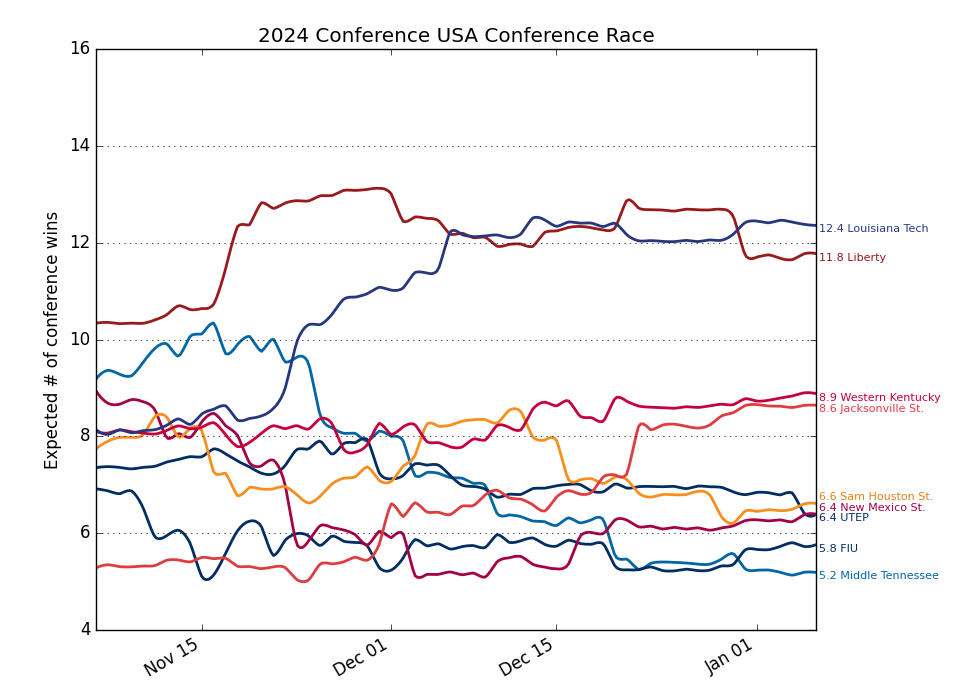 2024 Conference USA Conference Race
Expected # of conference wins
16
14
12
10
8
6
4
Nov 15
Dec 01
Dec 15
Jan 01
12.4 Louisiana Tech
11.8 Liberty
8.9 Western Kentucky
8.6 Jacksonville St.
6.6 Sam Houston St.
6.4 New Mexico St.
6.4 UTEP
5.8 FIU
5.2 Middle Tennessee